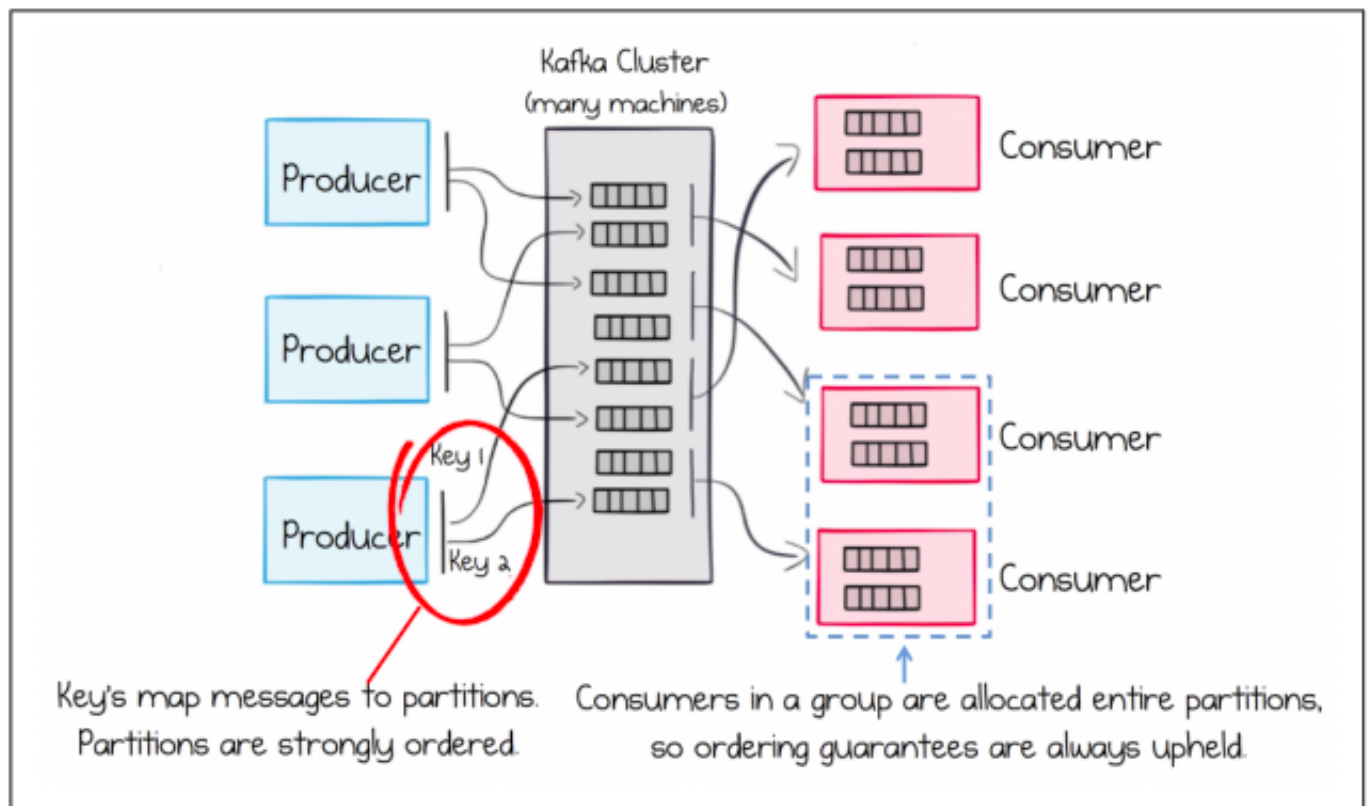 Kafka Cluster
(many machines)
Producer
Producer
Key 1
Producer
Key 2
Consumer
Consumer
Consumer
Consumer
Key's map messages to partitions.
Partitions are strongly ordered.
Consumers in a group are allocated entire partitions,
so ordering guarantees are always upheld.